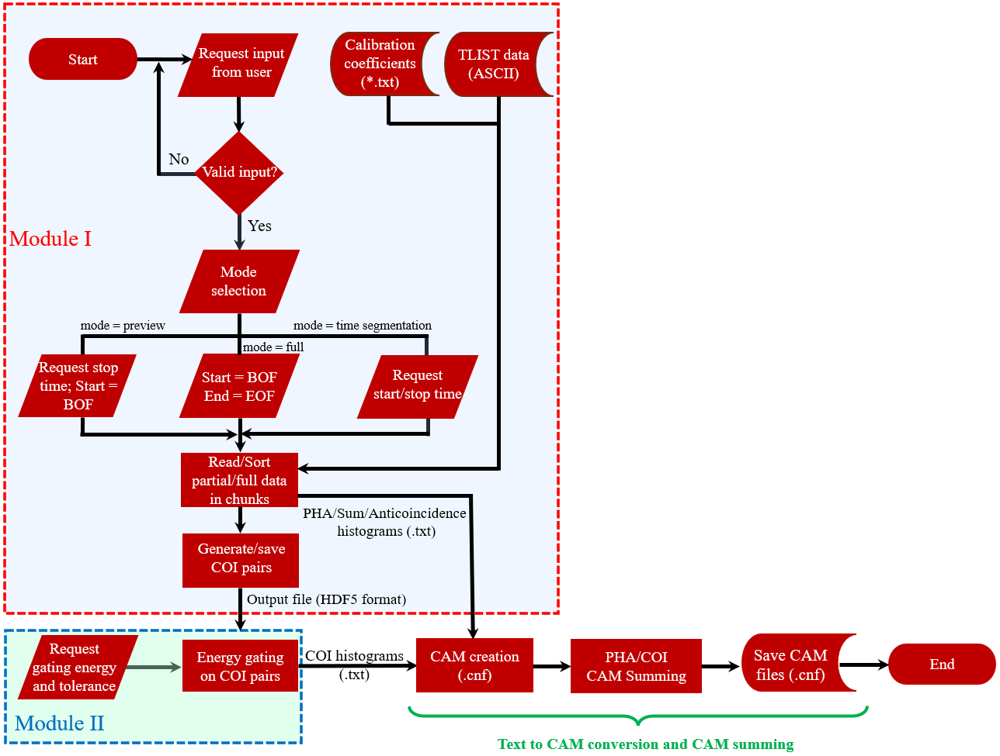 Start
Request input
from user
Calibration
coefficients
(*.txt)
TLIST data
(ASCII)
No
Valid input?
Yes
Module I
Mode
selection
mode = preview
mode = time segmentation
mode = full
Request stop
time; Start =
BOF
Start = BOF
End = EOF
Request
start/stop time
Read/Sort
partial/full data
in chunks
PHA/Sum/Anticoincidence
histograms (.txt)
Generate/save
COI pairs
Output file (HDF5 format)
Request
gating energy
and tolerance
Energy gating
on COI pairs
COI histograms
(.txt)
CAM creation
(.cnf)
PHA/COI
CAM Summing
Save CAM
files (.cnf)
End
Module II
Text to CAM conversion and CAM summing